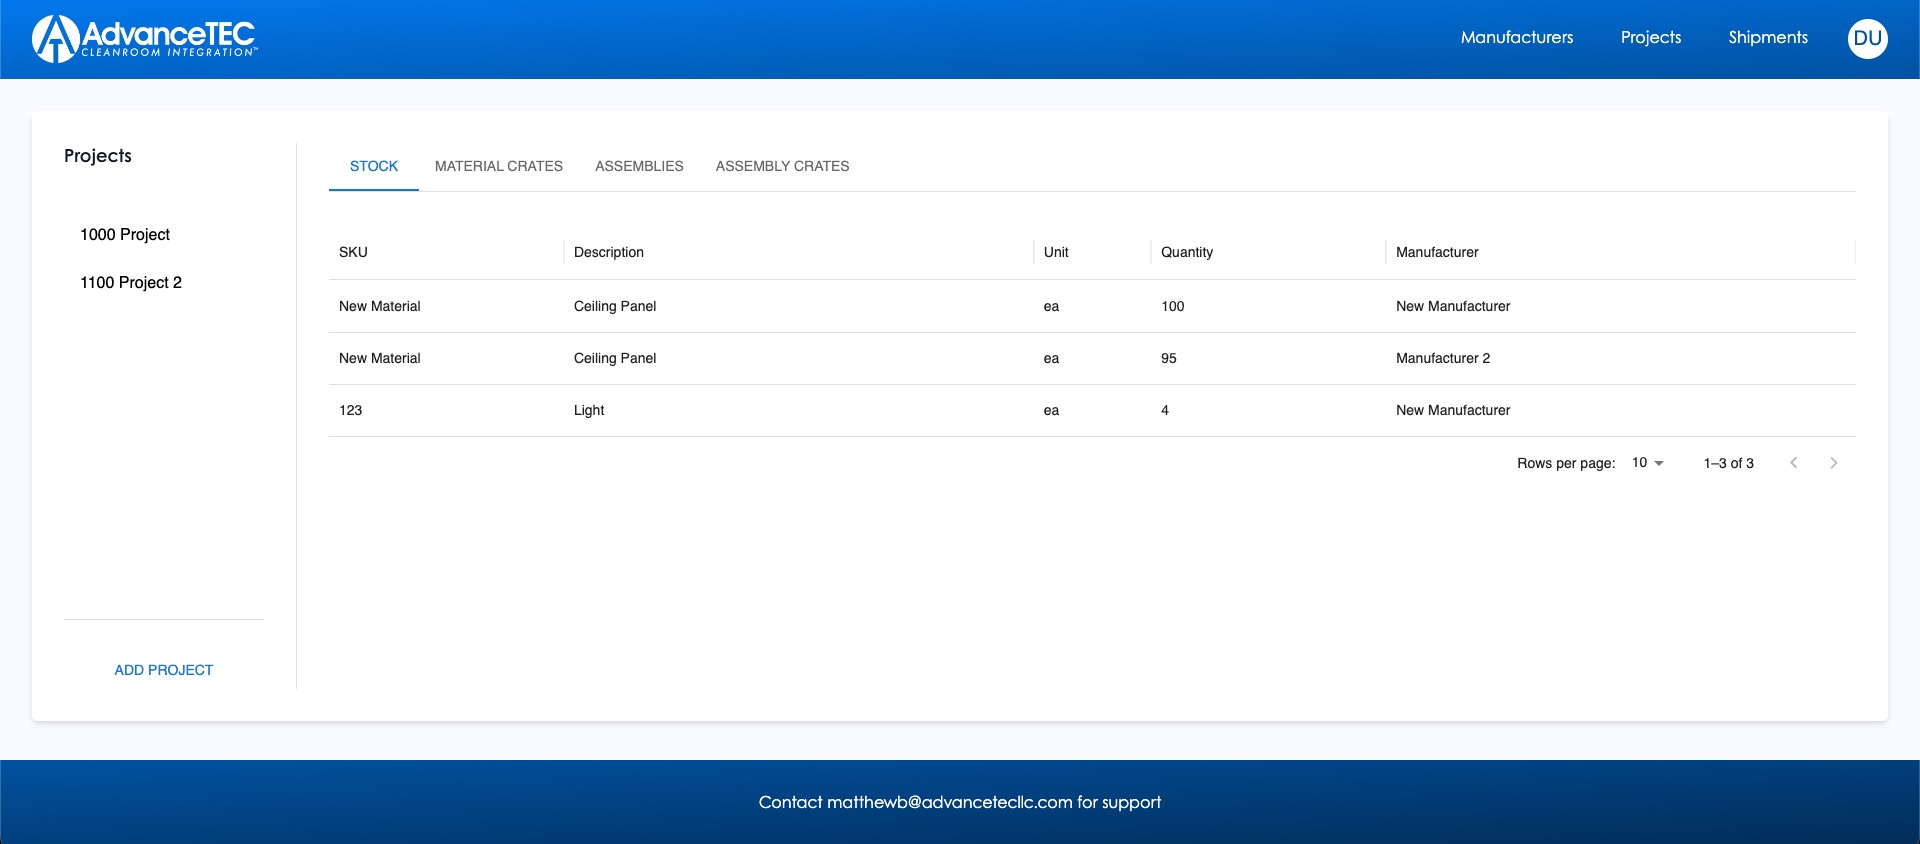 AdvanceTEC
CLEANROOM INTEGRATION™
Manufacturers Projects Shipments DU
Projects
1000 Project
1100 Project 2
ADD PROJECT
STOCK MATERIAL CRATES ASSEMBLIES ASSEMBLY CRATES
SKU Description Unit Quantity Manufacturer
New Material Ceiling Panel ea 100 New Manufacturer
New Material Ceiling Panel ea 95 Manufacturer 2
123 Light ea 4 New Manufacturer
Rows per page: 10 1–3 of 3
Contact matthewb@advancetecllc.com for support